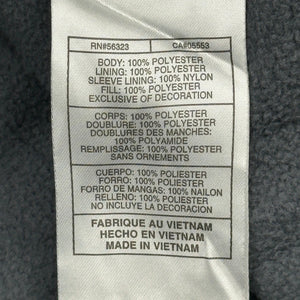 RN#56323 CA#05553
BODY: 100% POLYESTER
LINING: 100% POLYESTER
SLEEVE LINING: 100% NYLON
FILL: 100% POLYESTER
EXCLUSIVE OF DECORATION
CORPS: 100% POLYESTER
DOUBLURE: 100% POLYESTER
DOUBLURES DES MANCHES:
100% POLYAMIDE
REMPLISSAGE: 100% POLYESTER
SANS ORNEMENTS
CUERPO: 100% POLIESTER
FORRO: 100% POLIESTER
FORRO DE MANGAS: 100% NAILON
RELLENO: 100% POLIESTER
NO INCLUYE LA DECORACION
FABRIQUE AU VIETNAM
HECHO EN VIETNAM
MADE IN VIETNAM